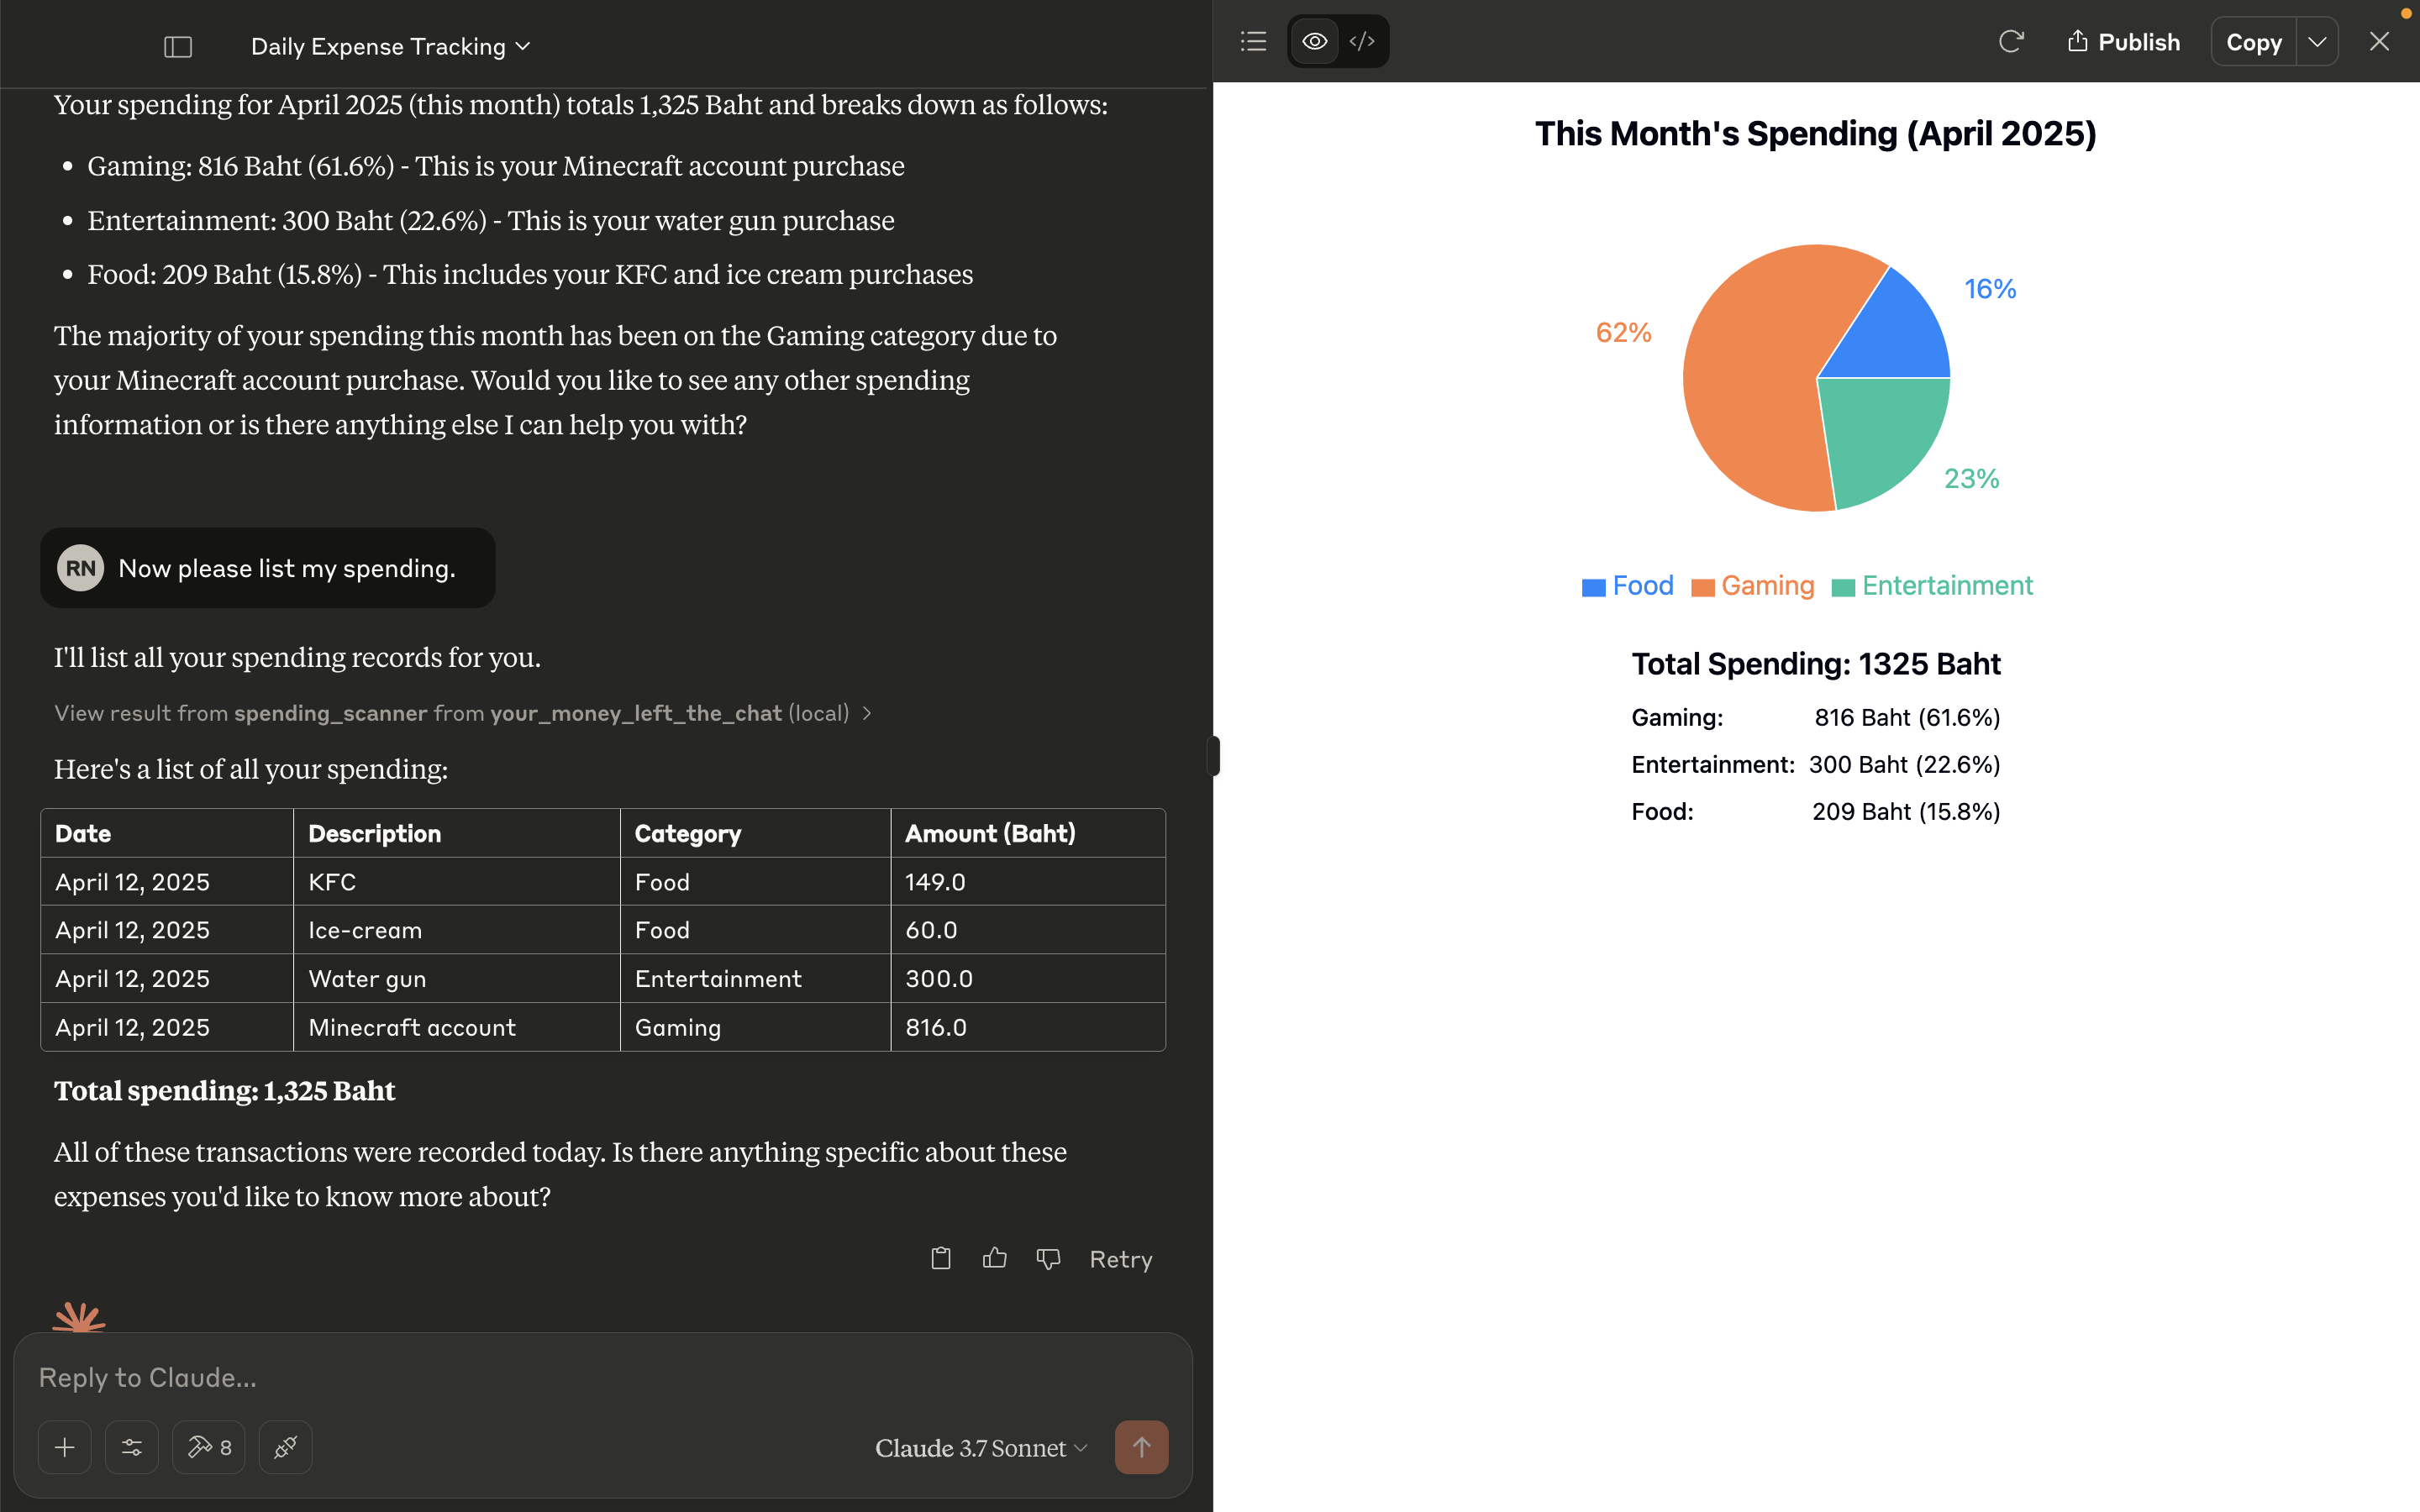 Daily Expense Tracking
Your spending for April 2025 (this month) totals 1,325 Baht and breaks down as follows:
• Gaming: 816 Baht (61.6%) - This is your Minecraft account purchase
• Entertainment: 300 Baht (22.6%) - This is your water gun purchase
• Food: 209 Baht (15.8%) - This includes your KFC and ice cream purchases
The majority of your spending this month has been on the Gaming category due to
your Minecraft account purchase. Would you like to see any other spending
information or is there anything else I can help you with?
RN Now please list my spending.
I'll list all your spending records for you.
View result from spending_scanner from your_money_left_the_chat (local)
Here's a list of all your spending:
Date Description Category Amount (Baht)
April 12, 2025 KFC Food 149.0
April 12, 2025 Ice-cream Food 60.0
April 12, 2025 Water gun Entertainment 300.0
April 12, 2025 Minecraft account Gaming 816.0
Total spending: 1,325 Baht
All of these transactions were recorded today. Is there anything specific about these
expenses you'd like to know more about?
Retry
Reply to Claude...
8
Claude 3.7 Sonnet
Publish
Copy
This Month's Spending (April 2025)
16%
62%
23%
Food Gaming Entertainment
Total Spending: 1325 Baht
Gaming: 816 Baht (61.6%)
Entertainment: 300 Baht (22.6%)
Food: 209 Baht (15.8%)